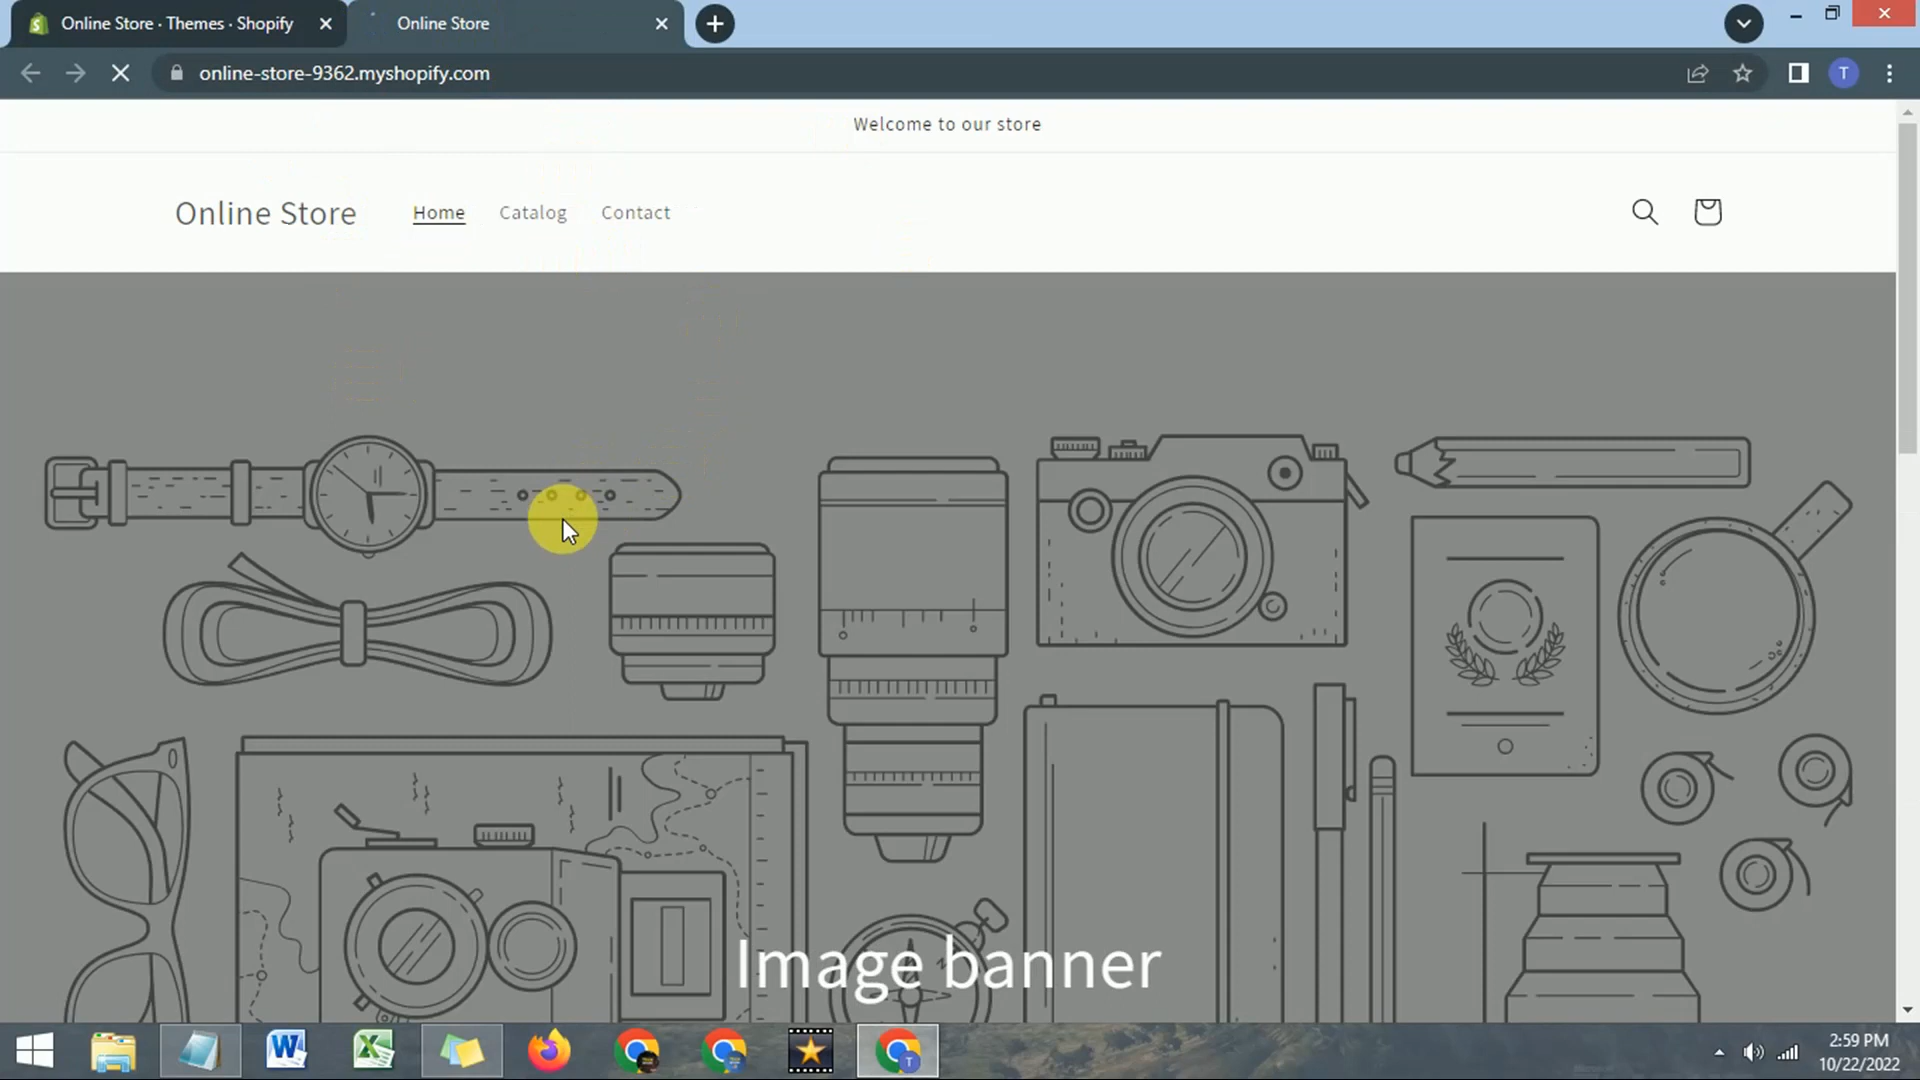 Online Store · Themes · Shopify
Online Store
online-store-9362.myshopify.com
T
Welcome to our store
Online Store
Home
Catalog
Contact
Image banner
2:59 PM
10/22/2022